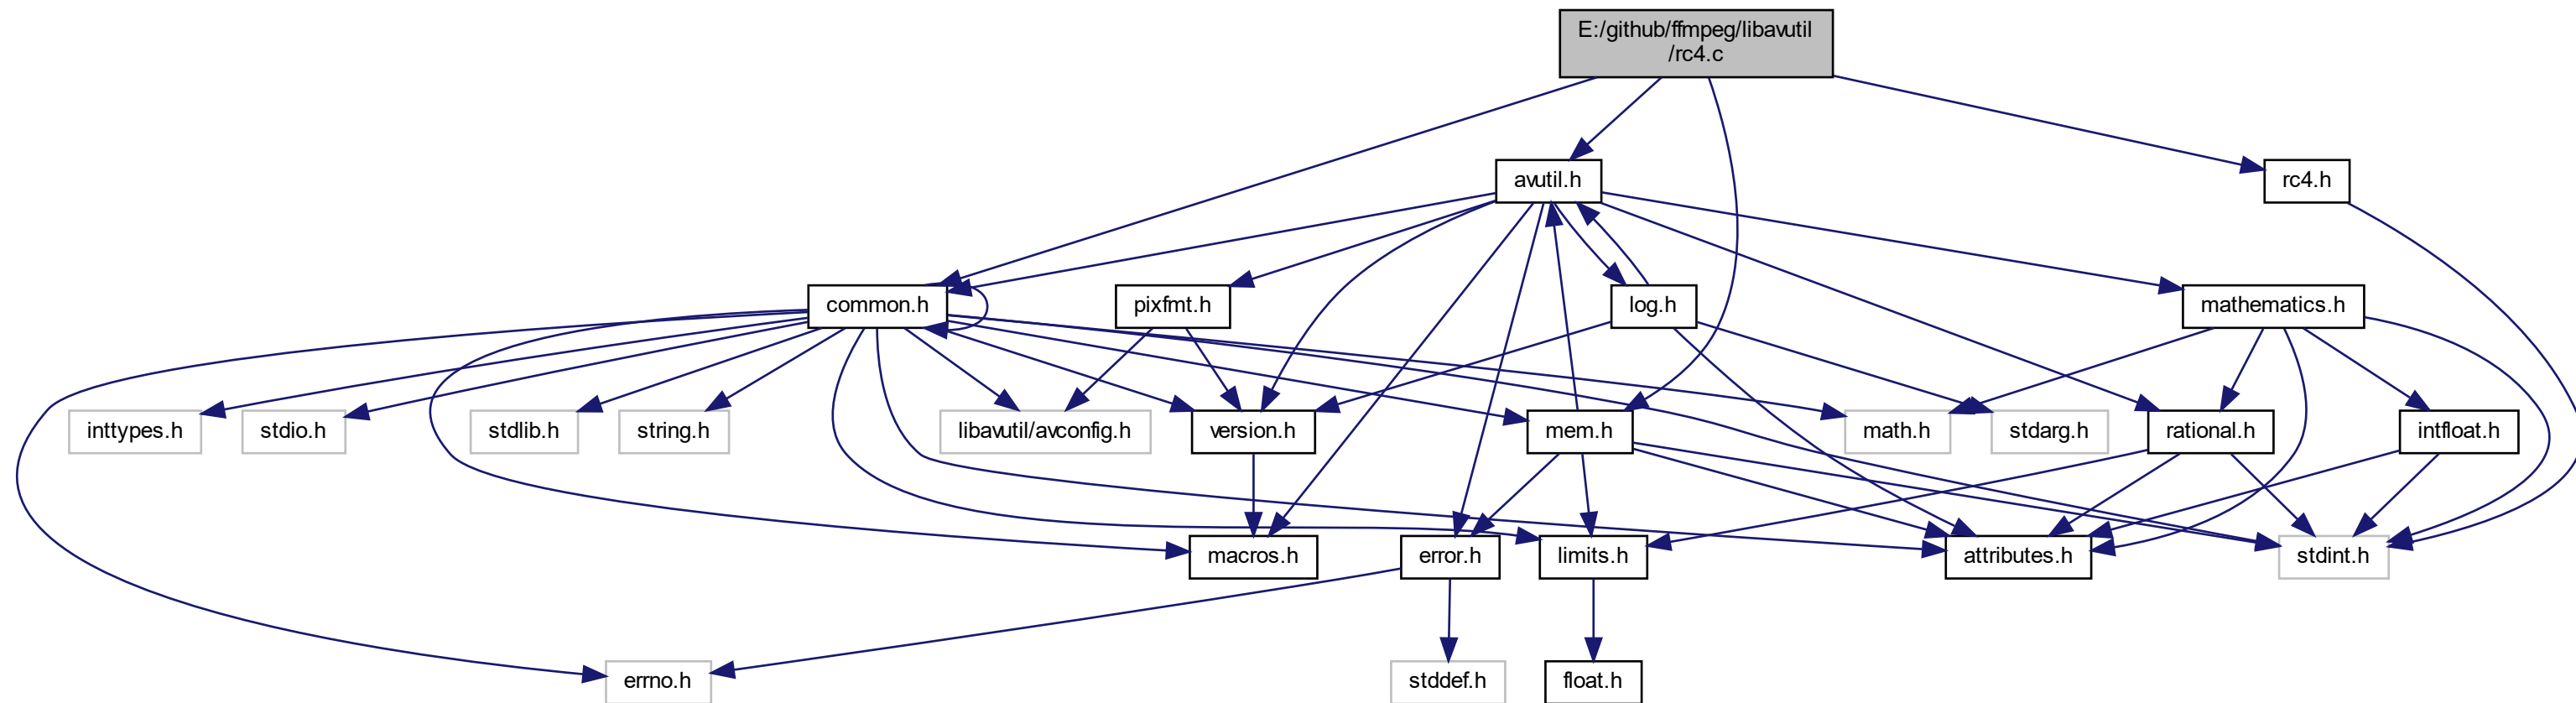 E:/github/ffmpeg/libavutil
/rc4.c
avutil.h
rc4.h
common.h
pixfmt.h
log.h
mathematics.h
inttypes.h
stdio.h
stdlib.h
string.h
libavutil/avconfig.h
version.h
mem.h
math.h
stdarg.h
rational.h
intfloat.h
macros.h
error.h
limits.h
attributes.h
stdint.h
errno.h
stddef.h
float.h